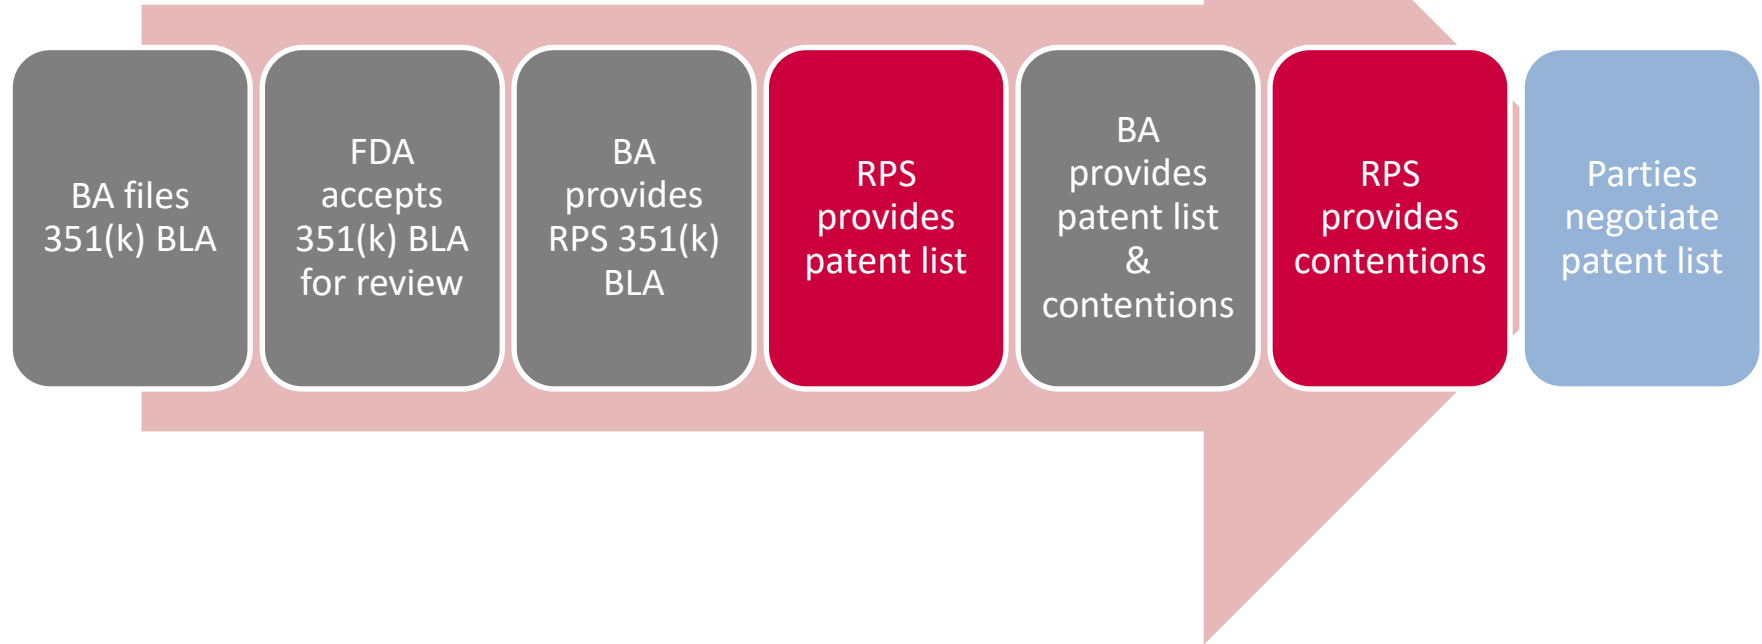 BA files
351(k) BLA
FDA
accepts
351(k) BLA
for review
BA
provides
RPS 351(k)
BLA
RPS
provides
patent list
BA
provides
patent list
&
contentions
RPS
provides
contentions
Parties
negotiate
patent list